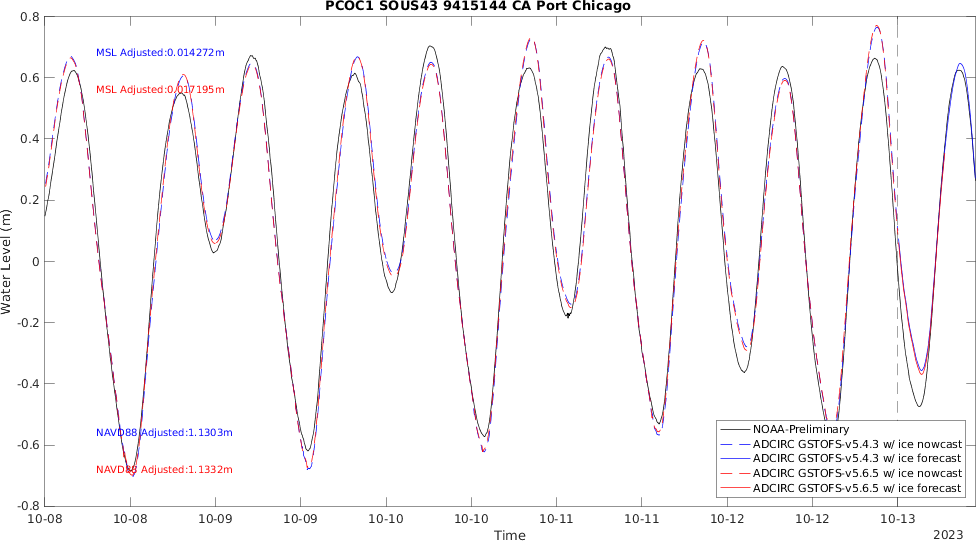 PCOC1 SOUS43 9415144 CA Port Chicago
Water Level (m)
0.8
0.6
0.4
0.2
0
-0.2
-0.4
-0.6
-0.8
MSL Adjusted:0.014272m
MSL Adjusted:0.017195m
NAVD88 Adjusted:1.1303m
NAVD88 Adjusted:1.1332m
NOAA-Preliminary
ADCIRC GSTOFS-v5.4.3 w/ ice nowcast
ADCIRC GSTOFS-v5.4.3 w/ ice forecast
ADCIRC GSTOFS-v5.6.5 w/ ice nowcast
ADCIRC GSTOFS-v5.6.5 w/ ice forecast
10-08 10-08 10-09 10-09 10-10 10-10 10-11 10-11 10-12 10-12 10-13
Time
2023